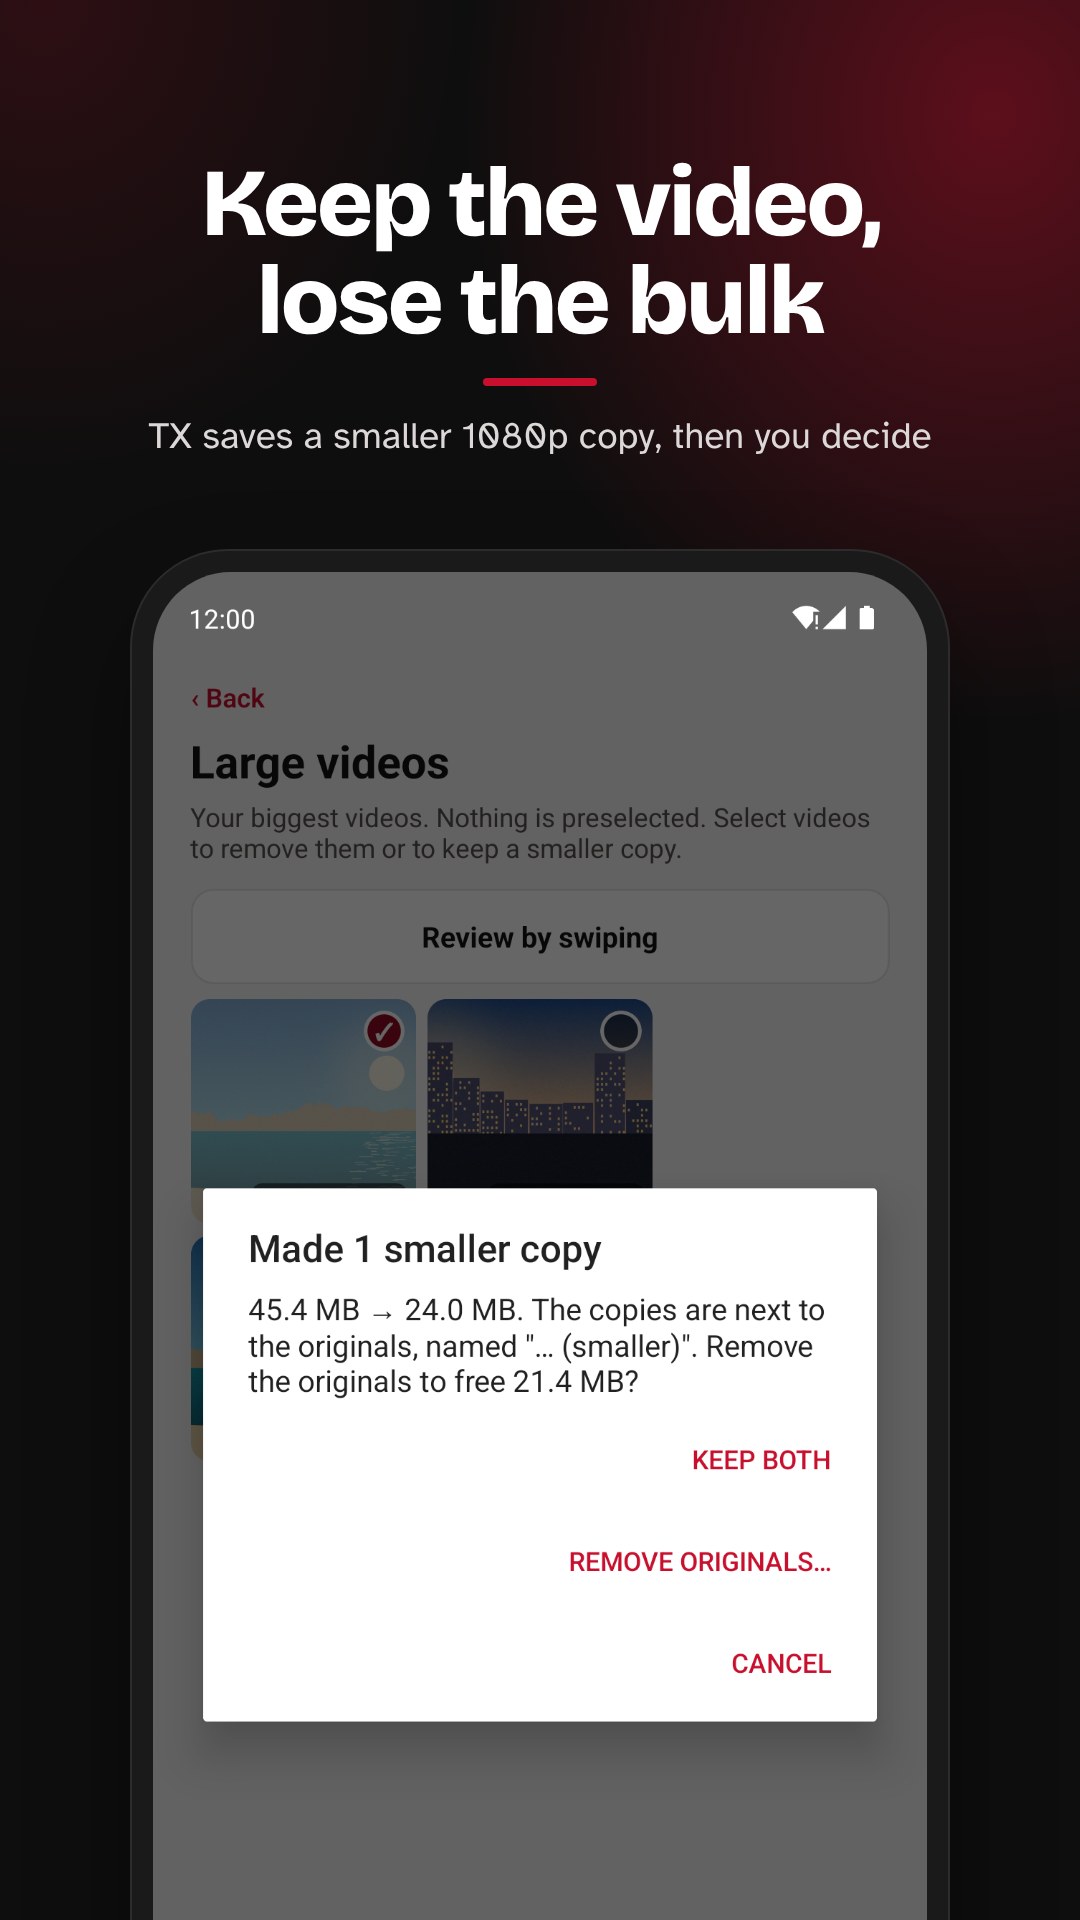 Keep the video,
lose the bulk
TX saves a smaller 1080p copy, then you decide
12:00
‹ Back
Large videos
Your biggest videos. Nothing is preselected. Select videos
to remove them or to keep a smaller copy.
Review by swiping
Made 1 smaller copy
45.4 MB → 24.0 MB. The copies are next to
the originals, named "... (smaller)". Remove
the originals to free 21.4 MB?
KEEP BOTH
REMOVE ORIGINALS...
CANCEL